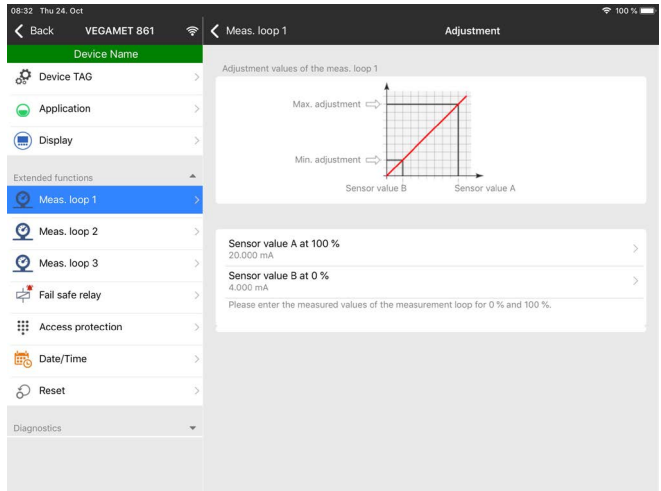 08:32 Thu 24. Oct
100 %
Back
VEGAMET 861
Meas. loop 1
Adjustment
Device Name
Device TAG
Application
Display
Extended functions
Meas. loop 1
Meas. loop 2
Meas. loop 3
Fail safe relay
Access protection
Date/Time
Reset
Diagnostics
Adjustment values of the meas. loop 1
Max. adjustment
Min. adjustment
Sensor value B
Sensor value A
Sensor value A at 100 %
20.000 mA
Sensor value B at 0 %
4.000 mA
Please enter the measured values of the measurement loop for 0 % and 100 %.